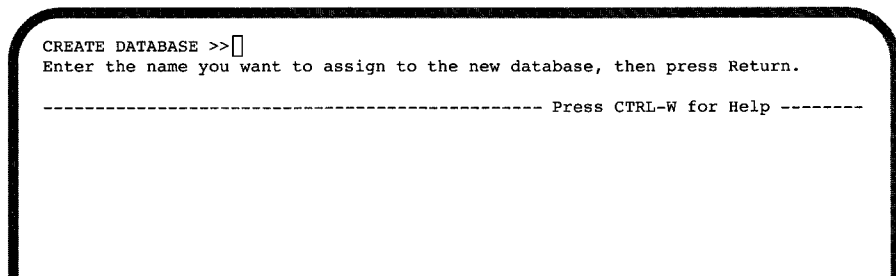 CREATE DATABASE >>
Enter the name you want to assign to the new database, then press Return.
------------------------------------------------ Press CTRL-W for Help --------